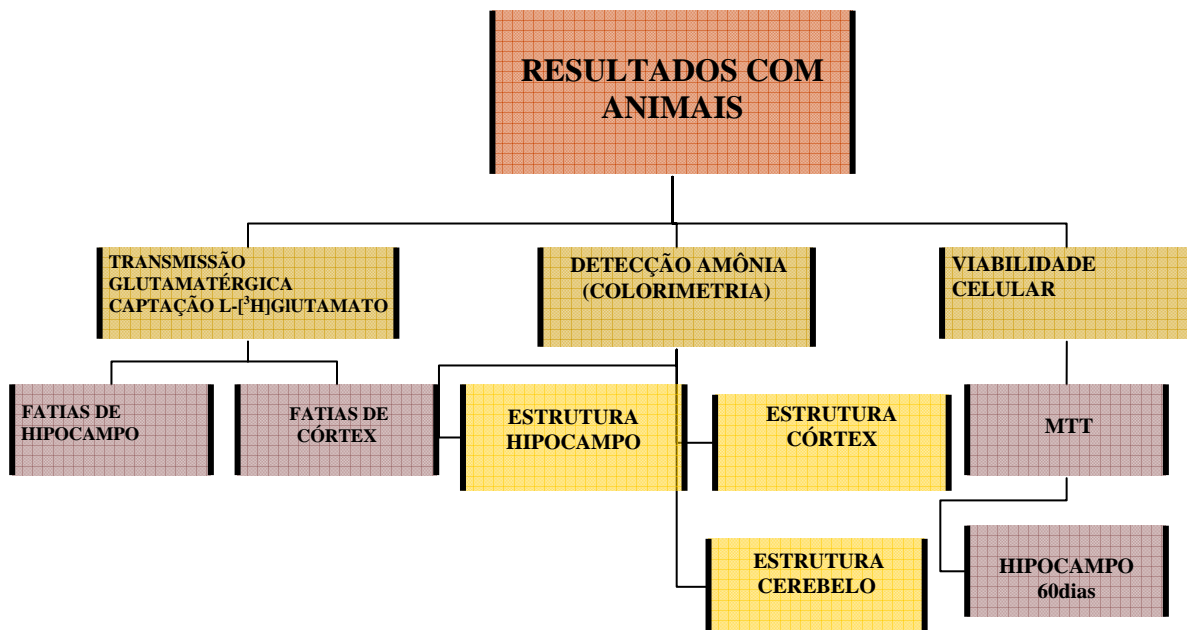 RESULTADOS COM
ANIMAIS
TRANSMISSÃO
GLUTAMATÉRGICA
CAPTAÇÃO L-[³H]GlUTAMATO
DETECÇÃO AMÔNIA
(COLORIMETRIA)
VIABILIDADE
CELULAR
FATIAS DE
HIPOCAMPO
FATIAS DE
CÓRTEX
ESTRUTURA
HIPOCAMPO
ESTRUTURA
CÓRTEX
MTT
ESTRUTURA
CEREBELO
HIPOCAMPO
60dias